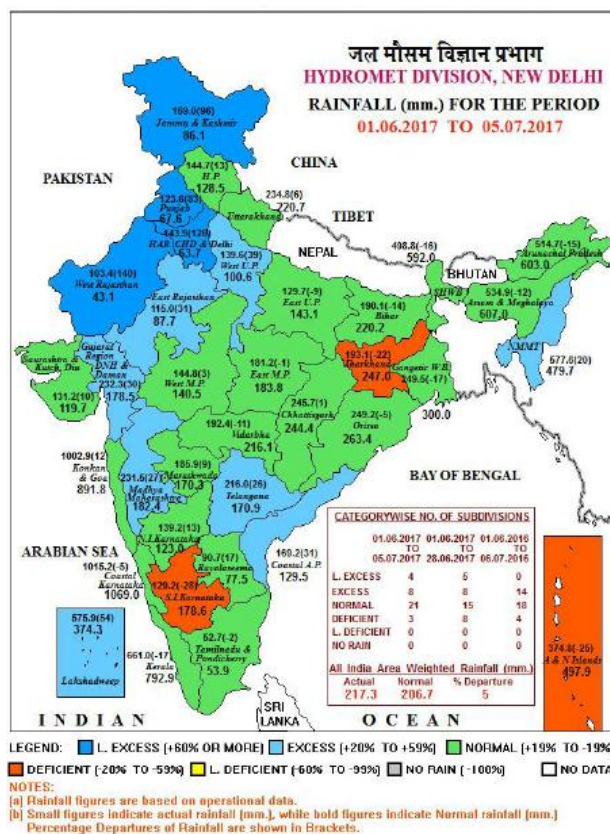 जल मौसम विज्ञान प्रभाग
HYDROMET DIVISION, NEW DELHI
RAINFALL (mm.) FOR THE PERIOD
01.06.2017 TO 05.07.2017
169.0(96)
Jammu & Kashmir
86.1
CHINA
144.7(13)
H.P.
128.5
PAKISTAN
123.6(83)
Punjab
67.6
Uttarakhand
234.8(6)
220.7
TIBET
143.9(126)
HAR CHD & Delhi
63.7
139.6(39)
West U.P.
100.6
NEPAL
408.8(-16)
592.0
514.7(-15)
Arunachal Pradesh
603.0
BHUTAN
103.4(140)
West Rajasthan
43.1
East Rajasthan
115.0(31)
87.7
129.7(-9)
East U.P.
143.1
190.1(-14)
Bihar
220.2
SHWB
534.9(-12)
Assam & Meghalaya
607.0
NMMT
577.6(20)
479.7
Gujarat
Region
DNH &
Daman
232.3(30)
178.5
Saurashtra &
Kutch, Diu
131.2(10)
119.7
144.8(3)
West M.P.
140.5
181.2(-1)
East M.P.
183.8
193.1(-22)
Jharkhand
247.0
Gangetic W.B.
249.5(-17)
300.0
245.7(1)
Chhattisgarh
244.4
249.2(-5)
Orissa
263.4
192.4(-11)
Vidarbha
216.1
1002.9(12
Konkan
& Goa
891.8
231.5(27)
Madhya
Maharashtra
182.4
185.9(9)
Marathwada
170.3
216.0(26)
Telangana
170.9
BAY OF BENGAL
139.2(13)
N.I.Karnataka
123.0
90.7(17)
Rayalaseema
77.5
169.2(31)
Coastal A.P.
129.5
ARABIAN SEA
1015.2(-5)
Coastal
Karnataka
1069.0
129.2(-28)
S.I.Karnataka
178.6
575.9(54)
374.3
Lakshadweep
661.0(-17
Kerala
792.9
52.7(-2)
Tamilnadu &
Pondicherry
53.9
374.8(-25)
A & N Islands
497.9
CATEGORYWISE NO. OF SUBDIVISIONS
01.06.2017 01.06.2017 01.06.2016
TO TO TO
05.07.2017 28.06.2017 06.07.2016
L. EXCESS 4 5 0
EXCESS 8 8 14
NORMAL 21 15 18
DEFICIENT 3 8 4
L. DEFICIENT 0 0 0
NO RAIN 0 0 0
All India Area Weighted Rainfall (mm.)
Actual Normal % Departure
217.3 206.7 5
SRI
LANKA
INDIAN OCEAN
LEGEND: L. EXCESS (+60% OR MORE) EXCESS (+20% TO +59%) NORMAL (+19% TO -19%)
DEFICIENT (-20% TO -59%) L. DEFICIENT (-60% TO -99%) NO RAIN (-100%) NO DATA
NOTES:
(a) Rainfall figures are based on operational data.
(b) Small figures indicate actual rainfall (mm.), while bold figures indicate Normal rainfall (mm.)
Percentage Departures of Rainfall are shown in Brackets.